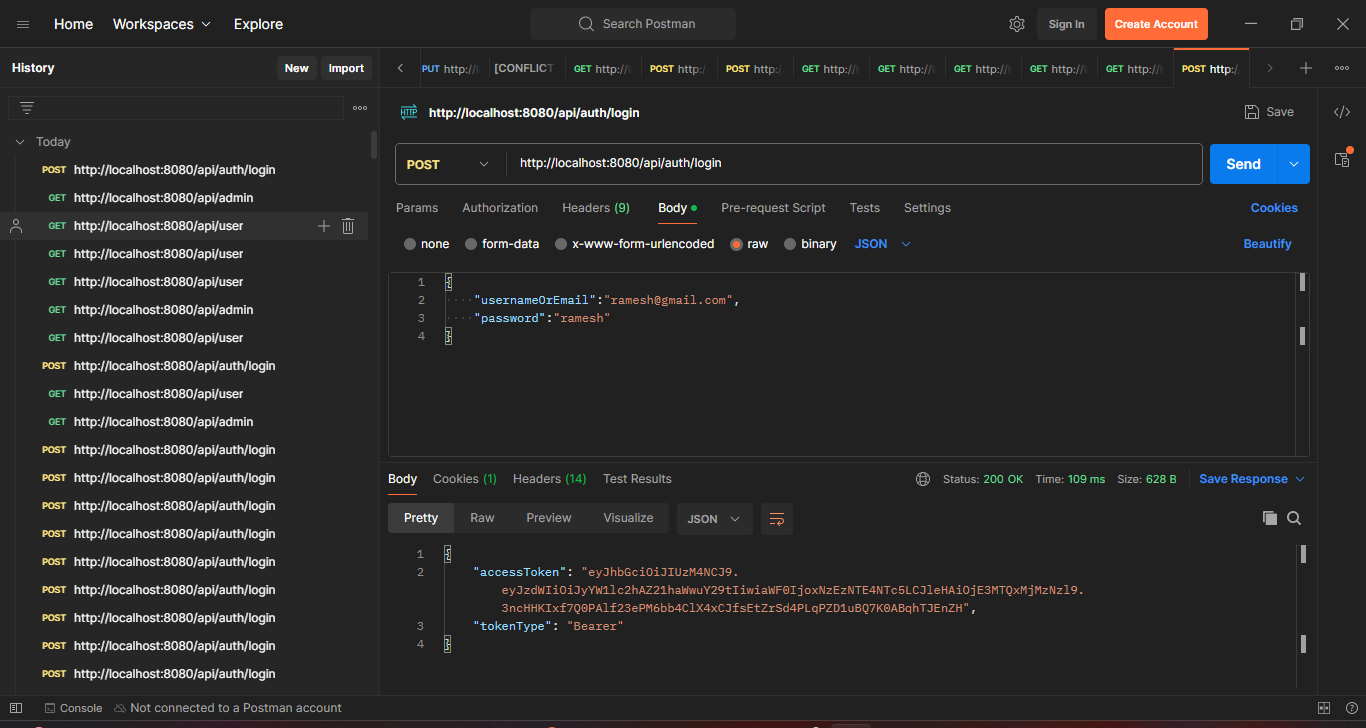 Home Workspaces Explore Search Postman Sign In Create Account
History New Import
PUT http:// [CONFLICT GET http://l POST http:/ POST http:/ GET http://l GET http://l GET http://l GET http://l GET http://l POST http:/
HTTP http://localhost:8080/api/auth/login Save
Today
POST http://localhost:8080/api/auth/login
GET http://localhost:8080/api/admin
GET http://localhost:8080/api/user
GET http://localhost:8080/api/user
GET http://localhost:8080/api/user
GET http://localhost:8080/api/admin
GET http://localhost:8080/api/user
POST http://localhost:8080/api/auth/login
GET http://localhost:8080/api/user
GET http://localhost:8080/api/admin
POST http://localhost:8080/api/auth/login
POST http://localhost:8080/api/auth/login
POST http://localhost:8080/api/auth/login
POST http://localhost:8080/api/auth/login
POST http://localhost:8080/api/auth/login
POST http://localhost:8080/api/auth/login
POST http://localhost:8080/api/auth/login
POST http://localhost:8080/api/auth/login
POST http://localhost:8080/api/auth/login
POST http://localhost:8080/api/auth/login Send
Params Authorization Headers (9) Body Pre-request Script Tests Settings Cookies
none form-data x-www-form-urlencoded raw binary JSON Beautify
1 {
2 "usernameOrEmail":"ramesh@gmail.com",
3 "password":"ramesh"
4 }
Body Cookies (1) Headers (14) Test Results Status: 200 OK Time: 109 ms Size: 628 B Save Response
Pretty Raw Preview Visualize JSON
1 {
2 "accessToken": "eyJhbGciOiJIUzM4NCJ9.
eyJzdWIiOiJyYW1lc2hAZ21haWwuY29tIiwiaWF0IjoxNzEzNTE4NTc5LCJleHAiOjE3MTQxMjMzNzl9.
3ncHHKIxf7Q0PAlf23ePM6bb4ClX4xCJfsEtZrSd4PLqPZD1uBQ7K0ABqhTJEnZH",
3 "tokenType": "Bearer"
4 }
Console Not connected to a Postman account